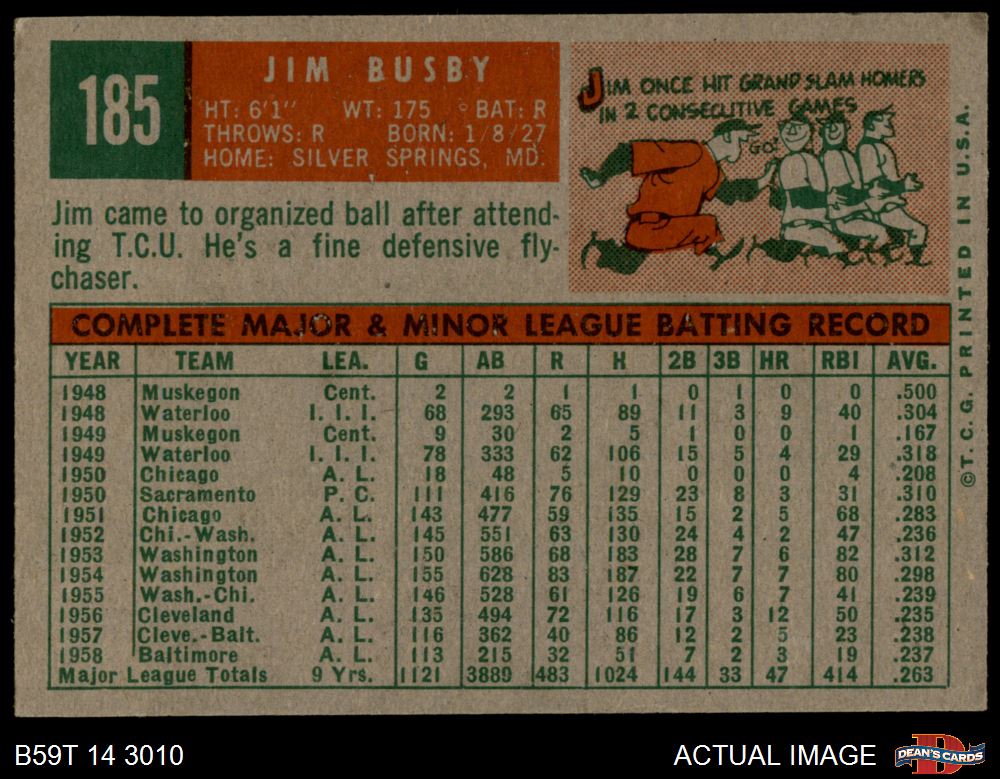 185
JIM BUSBY
HT: 6'1" WT: 175 BAT: R
THROWS: R BORN: 1/8/27
HOME: SILVER SPRINGS, MD.
JIM ONCE HIT GRAND SLAM HOMERS
IN 2 CONSECUTIVE GAMES
GO!
Jim came to organized ball after attend-
ing T.C.U. He's a fine defensive fly-
chaser.
COMPLETE MAJOR & MINOR LEAGUE BATTING RECORD
YEAR TEAM LEA. G AB R H 2B 3B HR RBI AVG.
1948 Muskegon Cent. 2 2 1 1 0 1 0 0 .500
1948 Waterloo I. I. I. 68 293 65 89 11 3 9 40 .304
1949 Muskegon Cent. 9 30 2 5 1 0 0 1 .167
1949 Waterloo I. I. I. 78 333 62 106 15 5 4 29 .318
1950 Chicago A. L. 18 48 5 10 0 0 0 4 .208
1950 Sacramento P. C. 111 416 76 129 23 8 3 31 .310
1951 Chicago A. L. 143 477 59 135 15 2 5 68 .283
1952 Chi.-Wash. A. L. 145 551 63 130 24 4 2 47 .236
1953 Washington A. L. 150 586 68 183 28 7 6 82 .312
1954 Washington A. L. 155 628 83 187 22 7 7 80 .298
1955 Wash.-Chi. A. L. 146 528 61 126 19 6 7 41 .239
1956 Cleveland A. L. 135 494 72 116 17 3 12 50 .235
1957 Cleve.-Balt. A. L. 116 362 40 86 12 2 5 23 .238
1958 Baltimore A. L. 113 215 32 51 7 2 3 19 .237
Major League Totals 9 Yrs. 1121 3889 483 1024 144 33 47 414 .263
©T.C.G. PRINTED IN U.S.A.
B59T 14 3010
ACTUAL IMAGE
D
DEAN'S CARDS